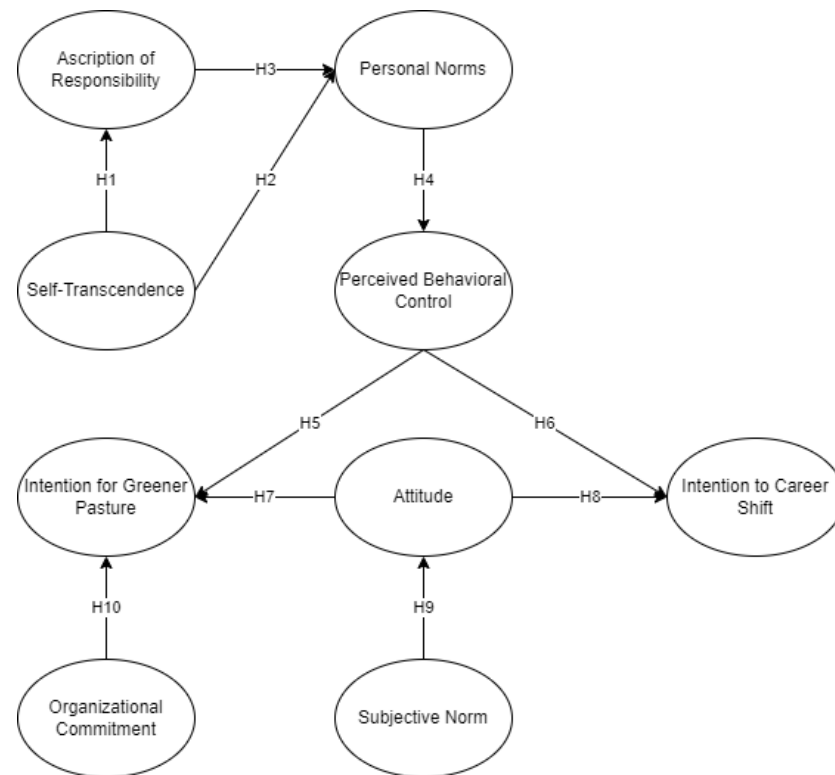 Ascription of
Responsibility
H3
Personal Norms
H1
H2
H4
Self-Transcendence
Perceived Behavioral
Control
H5
H6
Intention for Greener
Pasture
H7
Attitude
H8
Intention to Career
Shift
H10
H9
Organizational
Commitment
Subjective Norm